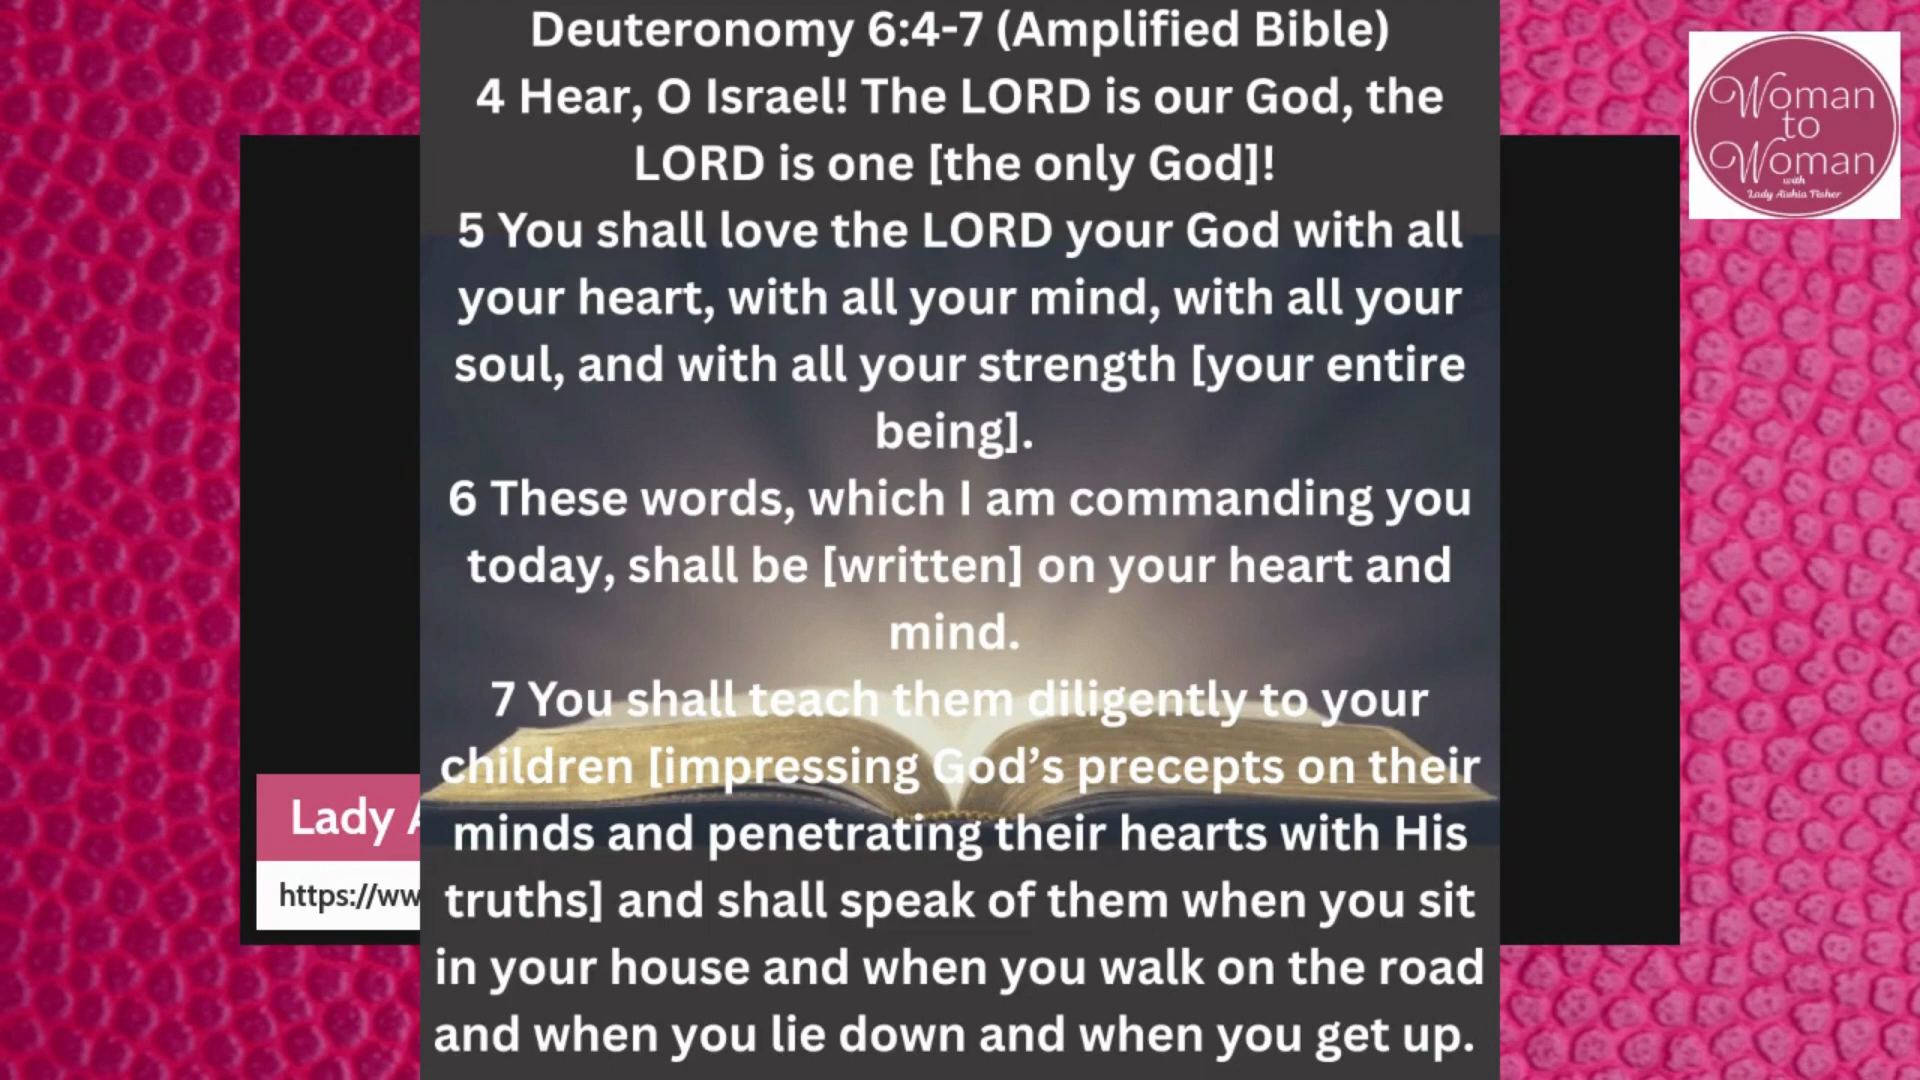 Deuteronomy 6:4-7 (Amplified Bible)
4 Hear, O Israel! The LORD is our God, the
LORD is one [the only God]!
5 You shall love the LORD your God with all
your heart, with all your mind, with all your
soul, and with all your strength [your entire
being].
6 These words, which I am commanding you
today, shall be [written] on your heart and
mind.
7 You shall teach them diligently to your
children [impressing God’s precepts on their
minds and penetrating their hearts with His
truths] and shall speak of them when you sit
in your house and when you walk on the road
and when you lie down and when you get up.
Woman
to
Woman
with
Lady Aishia Fisher
Lady A
https://ww